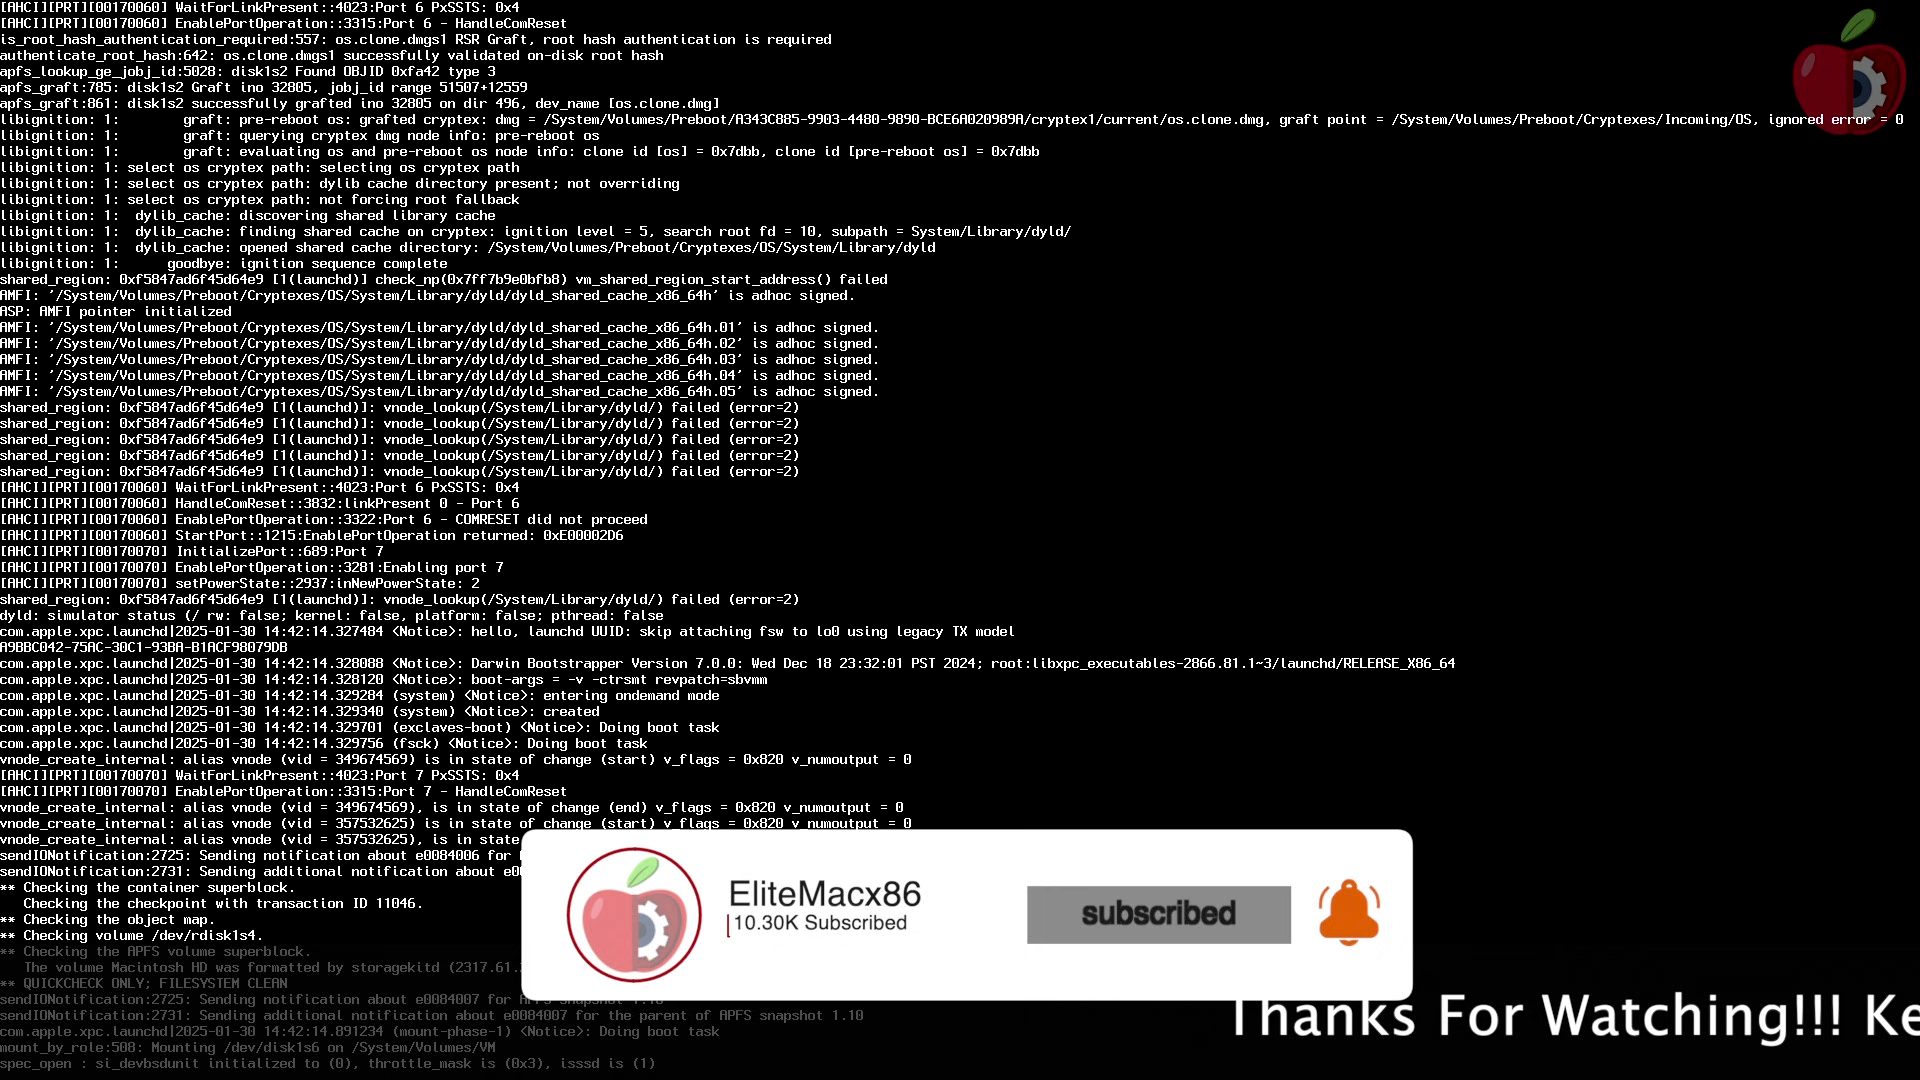 [AHCI][PRT][00170060] WaitForLinkPresent::4023:Port 6 PxSSTS: 0x4
[AHCI][PRT][00170060] EnablePortOperation::3315:Port 6 - HandleComReset
is_root_hash_authentication_required:557: os.clone.dmgs1 RSR Graft, root hash authentication is required
authenticate_root_hash:642: os.clone.dmgs1 successfully validated on-disk root hash
apfs_lookup_ge_jobj_id:5028: disk1s2 Found OBJID 0xfa42 type 3
apfs_graft:785: disk1s2 Graft ino 32805, jobj_id range 51507+12559
apfs_graft:861: disk1s2 successfully grafted ino 32805 on dir 496, dev_name [os.clone.dmg]
libignition: 1:        graft: pre-reboot os: grafted cryptex: dmg = /System/Volumes/Preboot/A343C885-9903-4480-9890-BCE6A020989A/cryptex1/current/os.clone.dmg, graft point = /System/Volumes/Preboot/Cryptexes/Incoming/OS, ignored error = 0
libignition: 1:        graft: querying cryptex dmg node info: pre-reboot os
libignition: 1:        graft: evaluating os and pre-reboot os node info: clone id [os] = 0x7dbb, clone id [pre-reboot os] = 0x7dbb
libignition: 1: select os cryptex path: selecting os cryptex path
libignition: 1: select os cryptex path: dylib cache directory present; not overriding
libignition: 1: select os cryptex path: not forcing root fallback
libignition: 1:  dylib_cache: discovering shared library cache
libignition: 1:  dylib_cache: finding shared cache on cryptex: ignition level = 5, search root fd = 10, subpath = System/Library/dyld/
libignition: 1:  dylib_cache: opened shared cache directory: /System/Volumes/Preboot/Cryptexes/OS/System/Library/dyld
libignition: 1:      goodbye: ignition sequence complete
shared_region: 0xf5847ad6f45d64e9 [1(launchd)] check_np(0x7ff7b9e0bfb8) vm_shared_region_start_address() failed
AMFI: '/System/Volumes/Preboot/Cryptexes/OS/System/Library/dyld/dyld_shared_cache_x86_64h' is adhoc signed.
ASP: AMFI pointer initialized
AMFI: '/System/Volumes/Preboot/Cryptexes/OS/System/Library/dyld/dyld_shared_cache_x86_64h.01' is adhoc signed.
AMFI: '/System/Volumes/Preboot/Cryptexes/OS/System/Library/dyld/dyld_shared_cache_x86_64h.02' is adhoc signed.
AMFI: '/System/Volumes/Preboot/Cryptexes/OS/System/Library/dyld/dyld_shared_cache_x86_64h.03' is adhoc signed.
AMFI: '/System/Volumes/Preboot/Cryptexes/OS/System/Library/dyld/dyld_shared_cache_x86_64h.04' is adhoc signed.
AMFI: '/System/Volumes/Preboot/Cryptexes/OS/System/Library/dyld/dyld_shared_cache_x86_64h.05' is adhoc signed.
shared_region: 0xf5847ad6f45d64e9 [1(launchd)]: vnode_lookup(/System/Library/dyld/) failed (error=2)
shared_region: 0xf5847ad6f45d64e9 [1(launchd)]: vnode_lookup(/System/Library/dyld/) failed (error=2)
shared_region: 0xf5847ad6f45d64e9 [1(launchd)]: vnode_lookup(/System/Library/dyld/) failed (error=2)
shared_region: 0xf5847ad6f45d64e9 [1(launchd)]: vnode_lookup(/System/Library/dyld/) failed (error=2)
shared_region: 0xf5847ad6f45d64e9 [1(launchd)]: vnode_lookup(/System/Library/dyld/) failed (error=2)
[AHCI][PRT][00170060] WaitForLinkPresent::4023:Port 6 PxSSTS: 0x4
[AHCI][PRT][00170060] HandleComReset::3832:linkPresent 0 - Port 6
[AHCI][PRT][00170060] EnablePortOperation::3322:Port 6 - COMRESET did not proceed
[AHCI][PRT][00170060] StartPort::1215:EnablePortOperation returned: 0xE00002D6
[AHCI][PRT][00170070] InitializePort::689:Port 7
[AHCI][PRT][00170070] EnablePortOperation::3281:Enabling port 7
[AHCI][PRT][00170070] setPowerState::2937:inNewPowerState: 2
shared_region: 0xf5847ad6f45d64e9 [1(launchd)]: vnode_lookup(/System/Library/dyld/) failed (error=2)
dyld: simulator status (/ rw: false; kernel: false, platform: false; pthread: false
com.apple.xpc.launchd|2025-01-30 14:42:14.327484 <Notice>: hello, launchd UUID: skip attaching fsw to lo0 using legacy TX model
A9BBC042-75AC-30C1-93BA-B1ACF98079DB
com.apple.xpc.launchd|2025-01-30 14:42:14.328088 <Notice>: Darwin Bootstrapper Version 7.0.0: Wed Dec 18 23:32:01 PST 2024; root:libxpc_executables-2866.81.1~3/launchd/RELEASE_X86_64
com.apple.xpc.launchd|2025-01-30 14:42:14.328120 <Notice>: boot-args = -v -ctrsmt revpatch=sbvmm
com.apple.xpc.launchd|2025-01-30 14:42:14.329284 (system) <Notice>: entering ondemand mode
com.apple.xpc.launchd|2025-01-30 14:42:14.329340 (system) <Notice>: created
com.apple.xpc.launchd|2025-01-30 14:42:14.329701 (exclaves-boot) <Notice>: Doing boot task
com.apple.xpc.launchd|2025-01-30 14:42:14.329756 (fsck) <Notice>: Doing boot task
vnode_create_internal: alias vnode (vid = 349674569) is in state of change (start) v_flags = 0x820 v_numoutput = 0
[AHCI][PRT][00170070] WaitForLinkPresent::4023:Port 7 PxSSTS: 0x4
[AHCI][PRT][00170070] EnablePortOperation::3315:Port 7 - HandleComReset
vnode_create_internal: alias vnode (vid = 349674569), is in state of change (end) v_flags = 0x820 v_numoutput = 0
vnode_create_internal: alias vnode (vid = 357532625) is in state of change (start) v_flags = 0x820 v_numoutput = 0
vnode_create_internal: alias vnode (vid = 357532625), is in state
sendIONotification:2725: Sending notification about e0084006 for
sendIONotification:2731: Sending additional notification about
** Checking the container superblock.
   Checking the checkpoint with transaction ID 11046.
** Checking the object map.
** Checking volume /dev/rdisk1s4.
** Checking the APFS volume superblock.
   The volume Macintosh HD was formatted by storagekitd
** QUICKCHECK ONLY; FILESYSTEM CLEAN
sendIONotification:2725: Sending notification about e0084007 for APFS snapshot 1.10
sendIONotification:2731: Sending additional notification about e0084007 for the parent of APFS snapshot 1.10
com.apple.xpc.launchd|2025-01-30 14:42:14.891234 (mount-phase-1) <Notice>: Doing boot task
mount_by_role:508: Mounting /dev/disk1s6 on /System/Volumes/VM
spec_open : si_devbsdunit initialized to (0), throttle_mask is (0x3), isssd is (1)
EliteMacx86
10.30K Subscribed
subscribed
Thanks For Watching!!! Ke